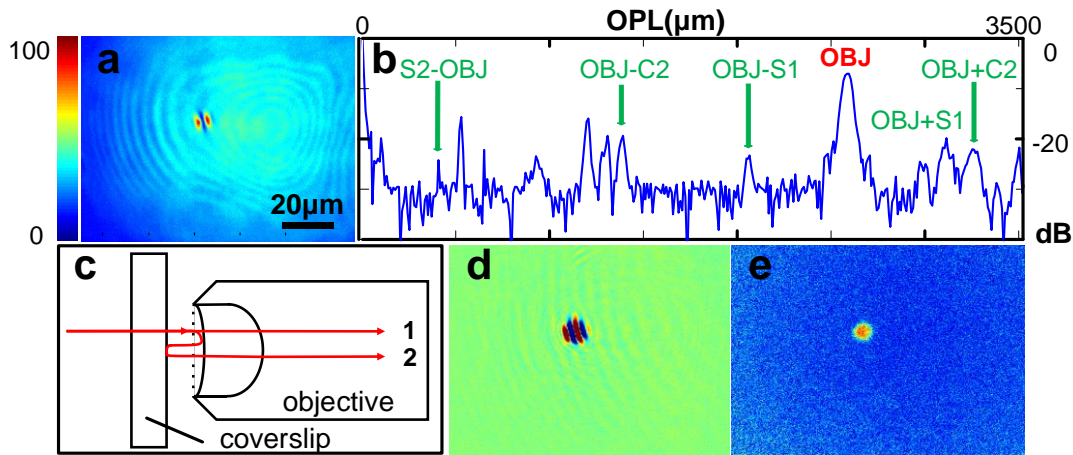 100
0
a
20µm
0
OPL(µm)
3500
b
S2-OBJ
OBJ-C2
OBJ-S1
OBJ
OBJ+C2
OBJ+S1
0
-20
dB
c
1
2
objective
coverslip
d
e